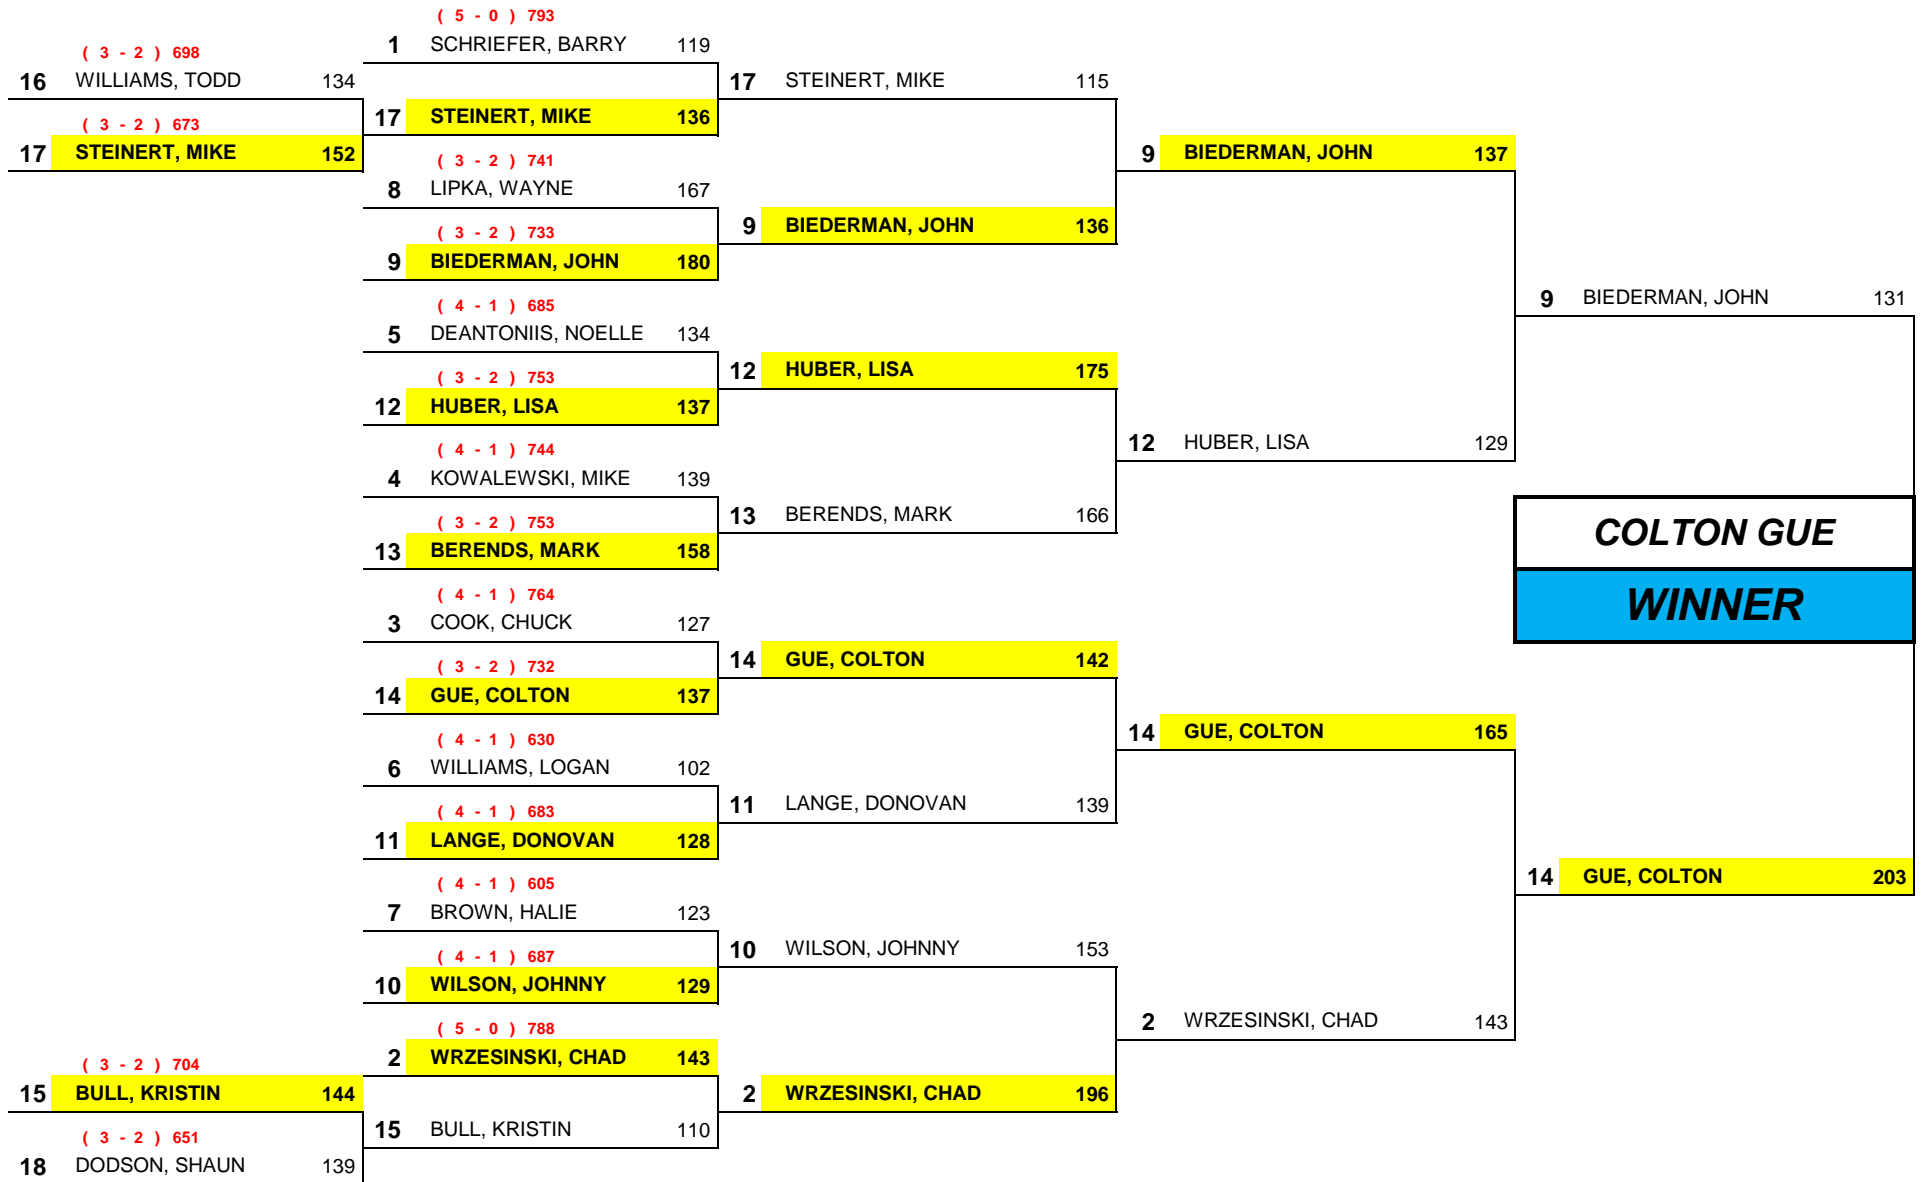 ( 3 - 2 ) 698
16 WILLIAMS, TODD 134
( 3 - 2 ) 673
17 STEINERT, MIKE 152
( 3 - 2 ) 704
15 BULL, KRISTIN 144
( 3 - 2 ) 651
18 DODSON, SHAUN 139
( 5 - 0 ) 793
1 SCHRIEFER, BARRY 119
17 STEINERT, MIKE 136
( 3 - 2 ) 741
8 LIPKA, WAYNE 167
( 3 - 2 ) 733
9 BIEDERMAN, JOHN 180
( 4 - 1 ) 685
5 DEANTONIIS, NOELLE 134
( 3 - 2 ) 753
12 HUBER, LISA 137
( 4 - 1 ) 744
4 KOWALEWSKI, MIKE 139
( 3 - 2 ) 753
13 BERENDS, MARK 158
( 4 - 1 ) 764
3 COOK, CHUCK 127
( 3 - 2 ) 732
14 GUE, COLTON 137
( 4 - 1 ) 630
6 WILLIAMS, LOGAN 102
( 4 - 1 ) 683
11 LANGE, DONOVAN 128
( 4 - 1 ) 605
7 BROWN, HALIE 123
( 4 - 1 ) 687
10 WILSON, JOHNNY 129
( 5 - 0 ) 788
2 WRZESINSKI, CHAD 143
15 BULL, KRISTIN 110
17 STEINERT, MIKE 115
9 BIEDERMAN, JOHN 136
12 HUBER, LISA 175
13 BERENDS, MARK 166
14 GUE, COLTON 142
11 LANGE, DONOVAN 139
10 WILSON, JOHNNY 153
2 WRZESINSKI, CHAD 196
9 BIEDERMAN, JOHN 137
12 HUBER, LISA 129
14 GUE, COLTON 165
2 WRZESINSKI, CHAD 143
9 BIEDERMAN, JOHN 131
COLTON GUE
WINNER
14 GUE, COLTON 203